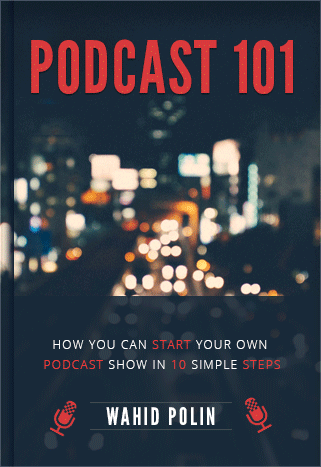 PODCAST 101
HOW YOU CAN START YOUR OWN
PODCAST SHOW IN 10 SIMPLE STEPS
WAHID POLIN